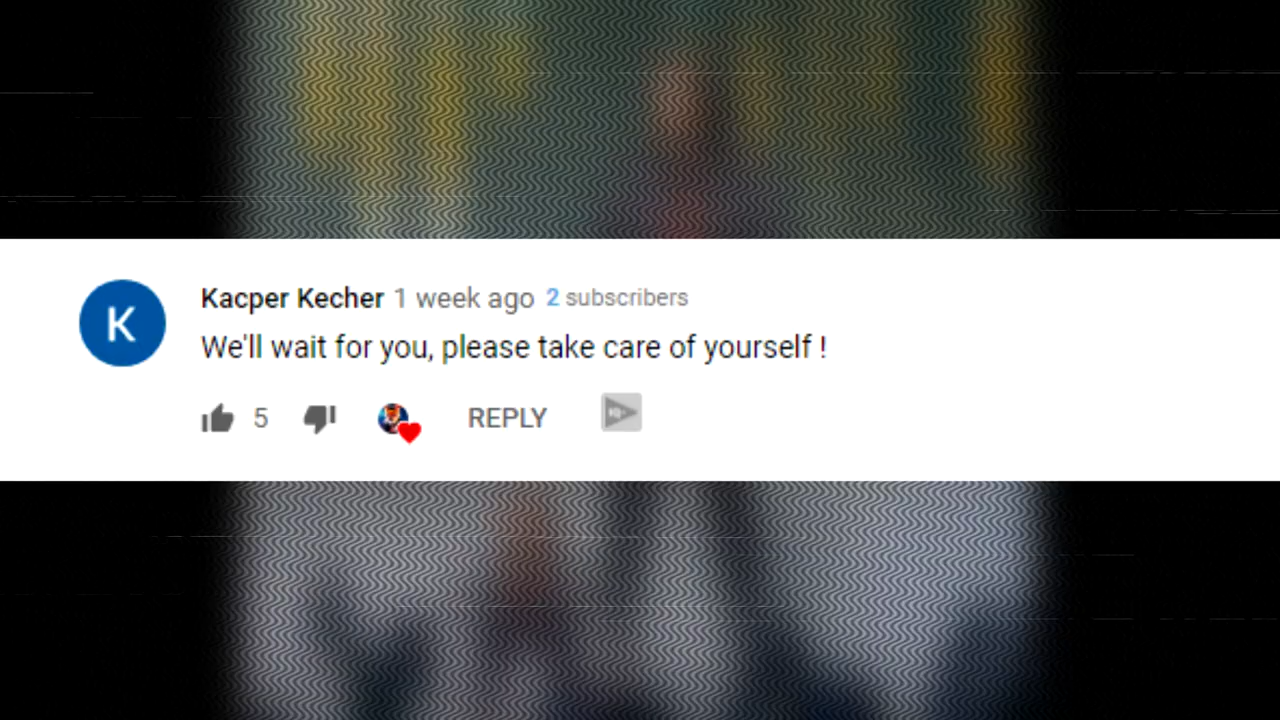 K
Kacper Kecher 1 week ago 2 subscribers
We'll wait for you, please take care of yourself !
5 REPLY